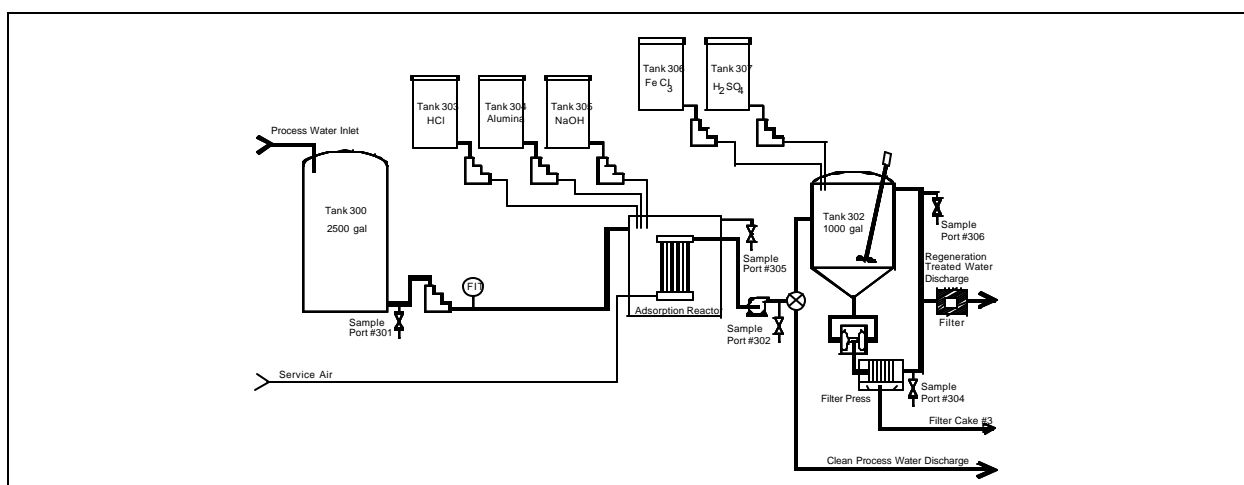 Tank 306
Fe Cl3
Tank 307
H2SO4
Tank 303
HCl
Tank 304
Alumina
Tank 305
NaOH
Process Water Inlet
Tank 300
2500 gal
Tank 302
1000 gal
Sample
Port #306
Sample
Port #305
Regeneration
Treated Water
Discharge
FIT
Adsorption Reactor
Sample
Port #301
Sample
Port #302
Filter
Service Air
Filter Press
Sample
Port #304
Filter Cake #3
Clean Process Water Discharge